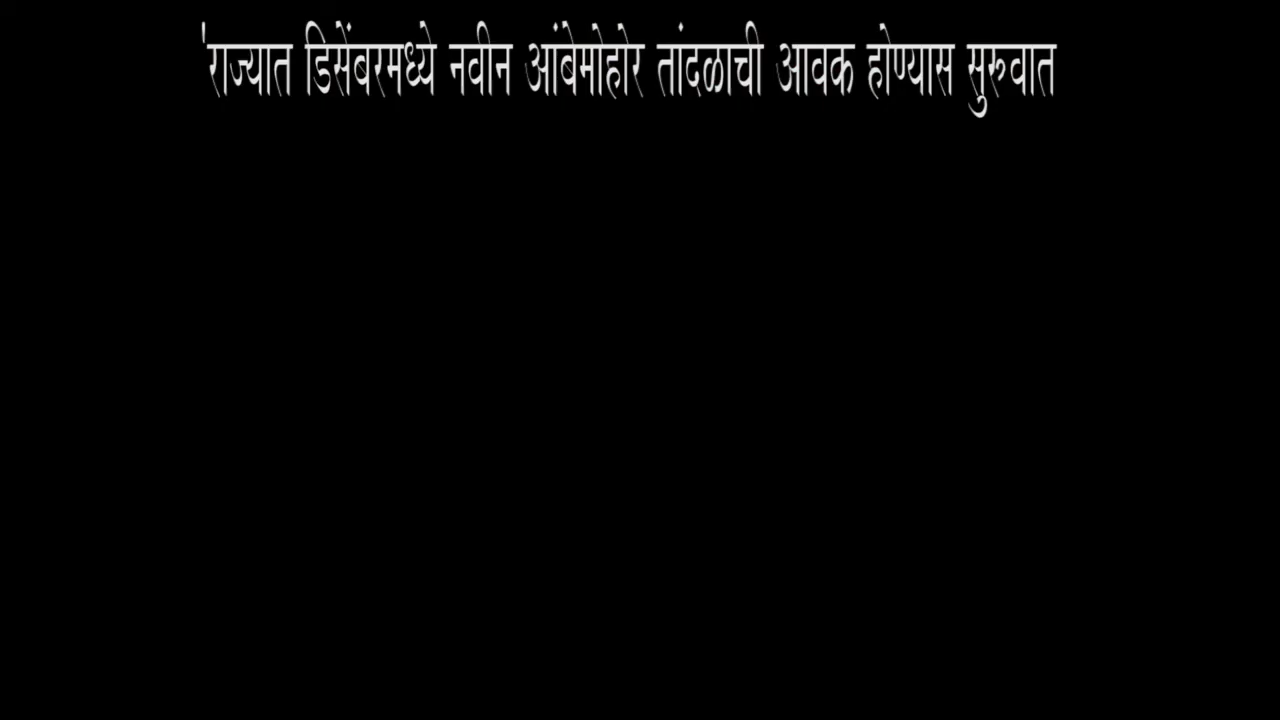 'राज्यात डिसेंबरमध्ये नवीन आंबेमोहोर तांदळाची आवक होण्यास सुरुवात